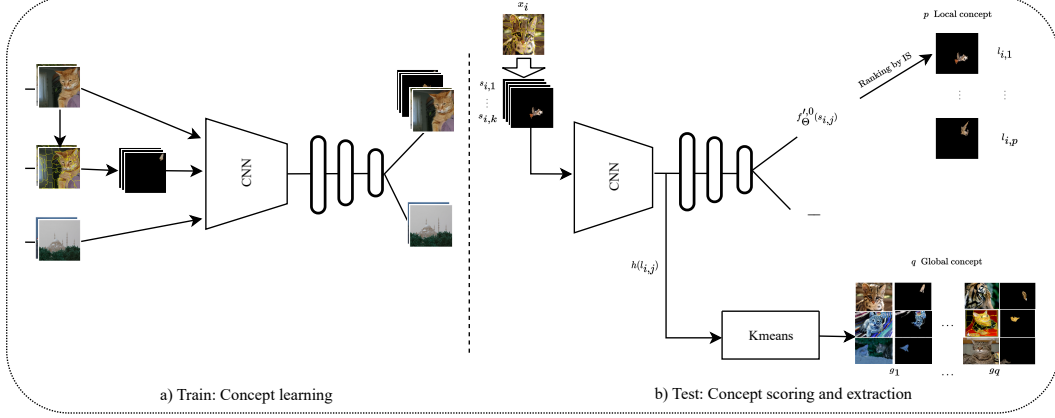 CNN
a) Train: Concept learning
x_i
s_{i,1}
⋮
s_{i,k}
CNN
h(l_{i,j})
Kmeans
f_Θ^{′,0}(s_{i,j})
Ranking by IS
p Local concept
l_{i,1}
⋮ ⋮
l_{i,p}
q Global concept
...
g_1 ... g_q
b) Test: Concept scoring and extraction